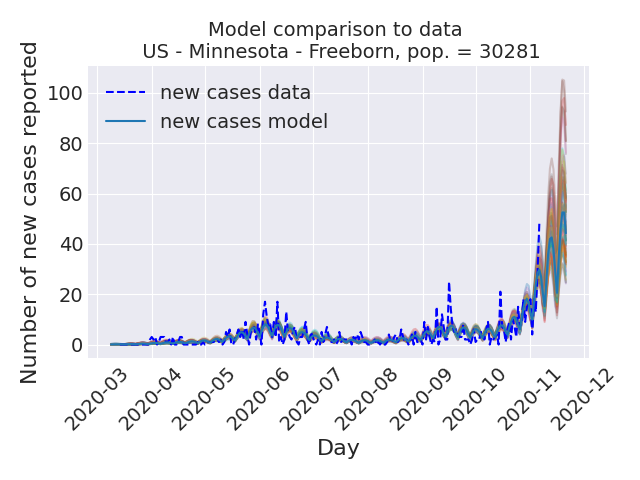 Model comparison to data
US - Minnesota - Freeborn, pop. = 30281
Number of new cases reported
100
80
60
40
20
0
new cases data
new cases model
2020-03
2020-04
2020-05
2020-06
2020-07
2020-08
2020-09
2020-10
2020-11
2020-12
Day